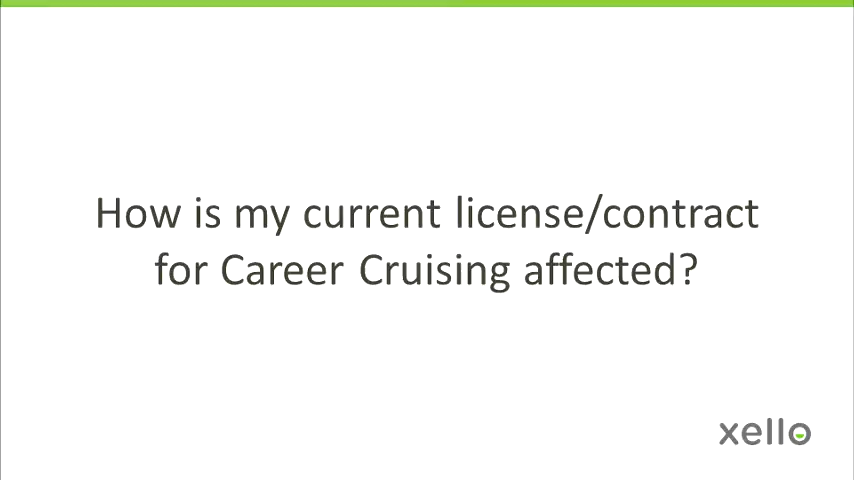 How is my current license/contract
for Career Cruising affected?
xello